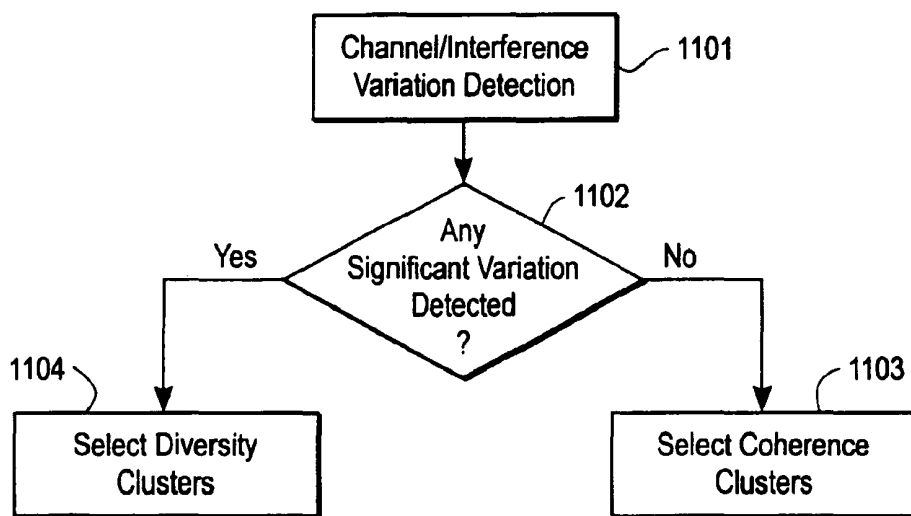 Channel/Interference
Variation Detection
1101
1102
Any
Significant Variation
Detected
?
Yes
No
1104
1103
Select Diversity
Clusters
Select Coherence
Clusters